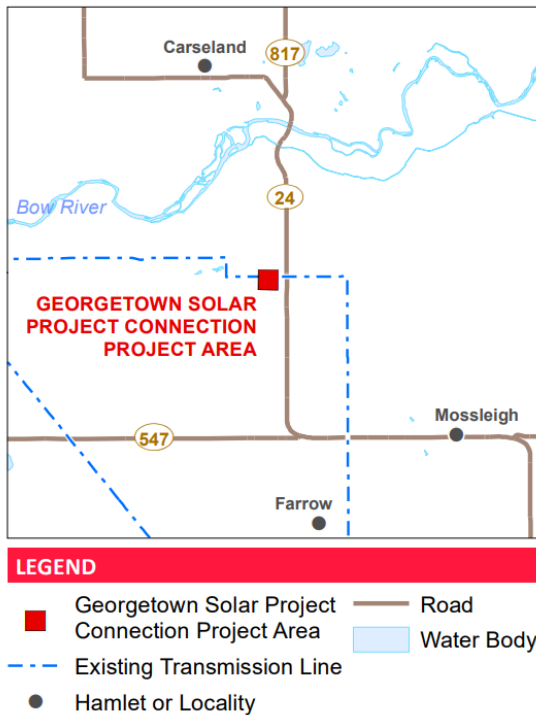 Carseland
817
24
Bow River
GEORGETOWN SOLAR
PROJECT CONNECTION
PROJECT AREA
Mossleigh
547
Farrow
LEGEND
Georgetown Solar Project
Connection Project Area
Existing Transmission Line
Hamlet or Locality
Road
Water Body